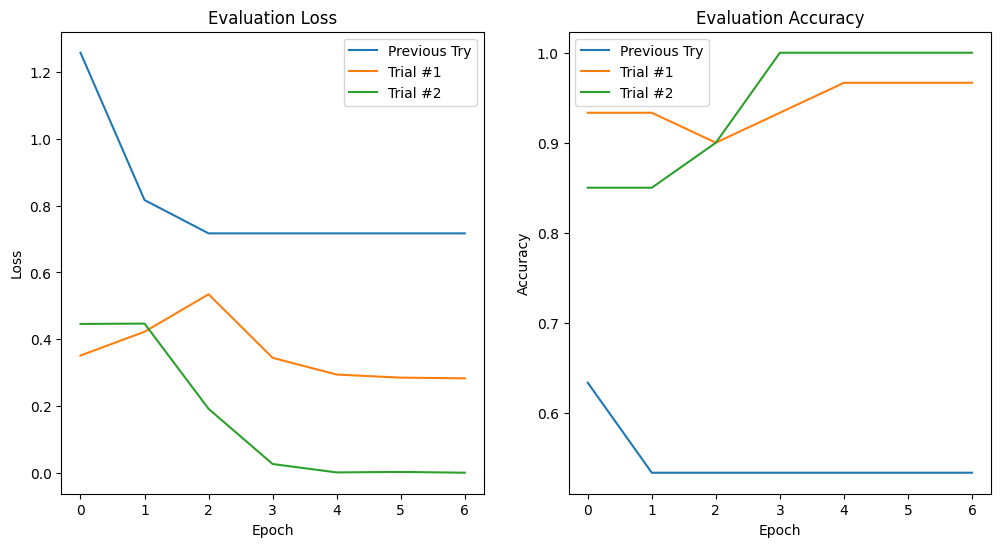 Evaluation Loss
Previous Try
Trial #1
Trial #2
1.2
1.0
0.8
0.6
0.4
0.2
0.0
Loss
0 1 2 3 4 5 6
Epoch
Evaluation Accuracy
Previous Try
Trial #1
Trial #2
1.0
0.9
0.8
0.7
0.6
Accuracy
0 1 2 3 4 5 6
Epoch